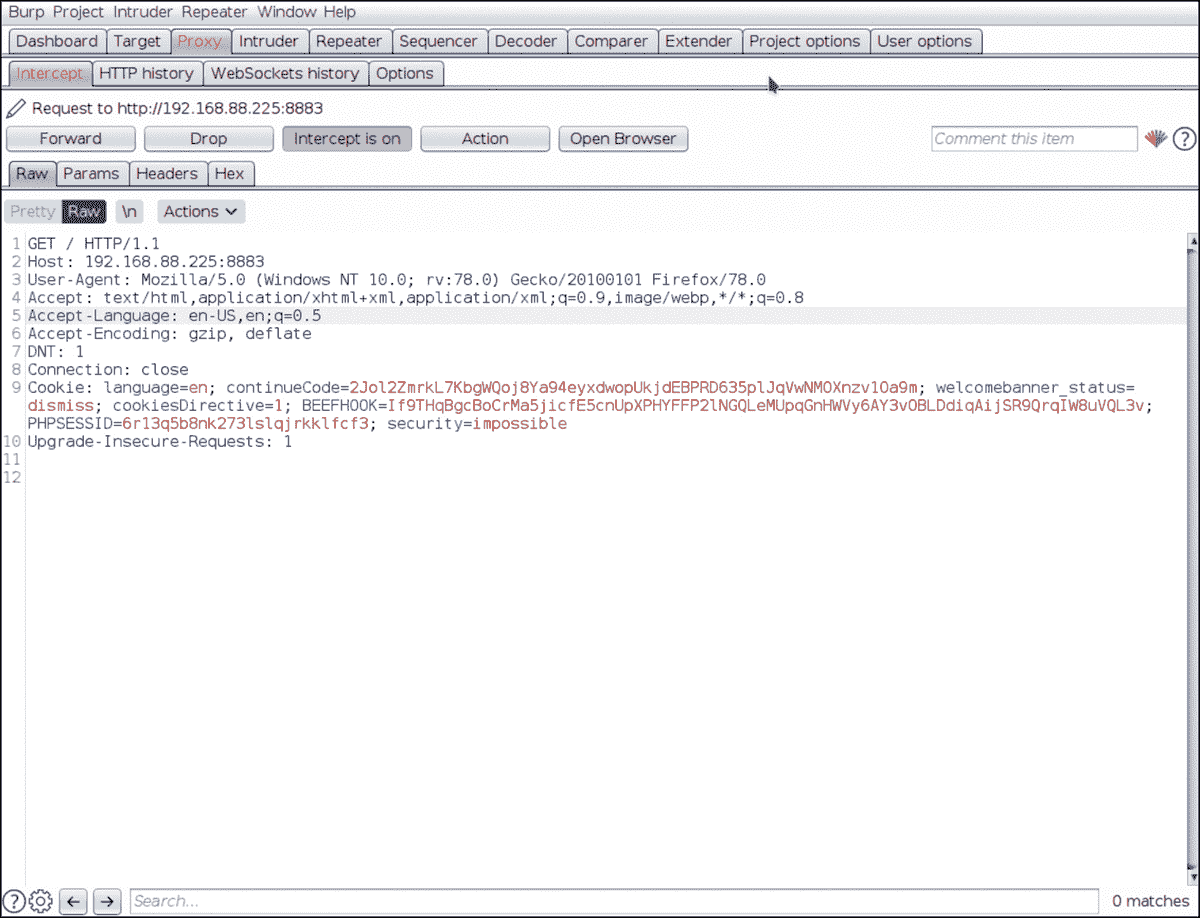 Burp Project Intruder Repeater Window Help
Dashboard Target Proxy Intruder Repeater Sequencer Decoder Comparer Extender Project options User options
Intercept HTTP history WebSockets history Options
Request to http://192.168.88.225:8883
Forward Drop Intercept is on Action Open Browser Comment this item ?
Raw Params Headers Hex
Pretty Raw \n Actions
1 GET / HTTP/1.1
2 Host: 192.168.88.225:8883
3 User-Agent: Mozilla/5.0 (Windows NT 10.0; rv:78.0) Gecko/20100101 Firefox/78.0
4 Accept: text/html,application/xhtml+xml,application/xml;q=0.9,image/webp,*/*;q=0.8
5 Accept-Language: en-US,en;q=0.5
6 Accept-Encoding: gzip, deflate
7 DNT: 1
8 Connection: close
9 Cookie: language=en; continueCode=2Jol2ZmrkL7KbgWQoj8Ya94eyxdwopUkjdEBPRD635plJqVwNMOXnzv10a9m; welcomebanner_status=
dismiss; cookiesDirective=1; BEEFHOOK=If9THqBgcBoCrMa5jicfE5cnUpXPHYFFP2lNGQLeMUpqGnHWVy6AY3vOBLDdiqAijSR9QrqIW8uVQL3v;
PHPSESSID=6r13q5b8nk273lslqjrkklfcf3; security=impossible
10 Upgrade-Insecure-Requests: 1
11
12
? Search... 0 matches